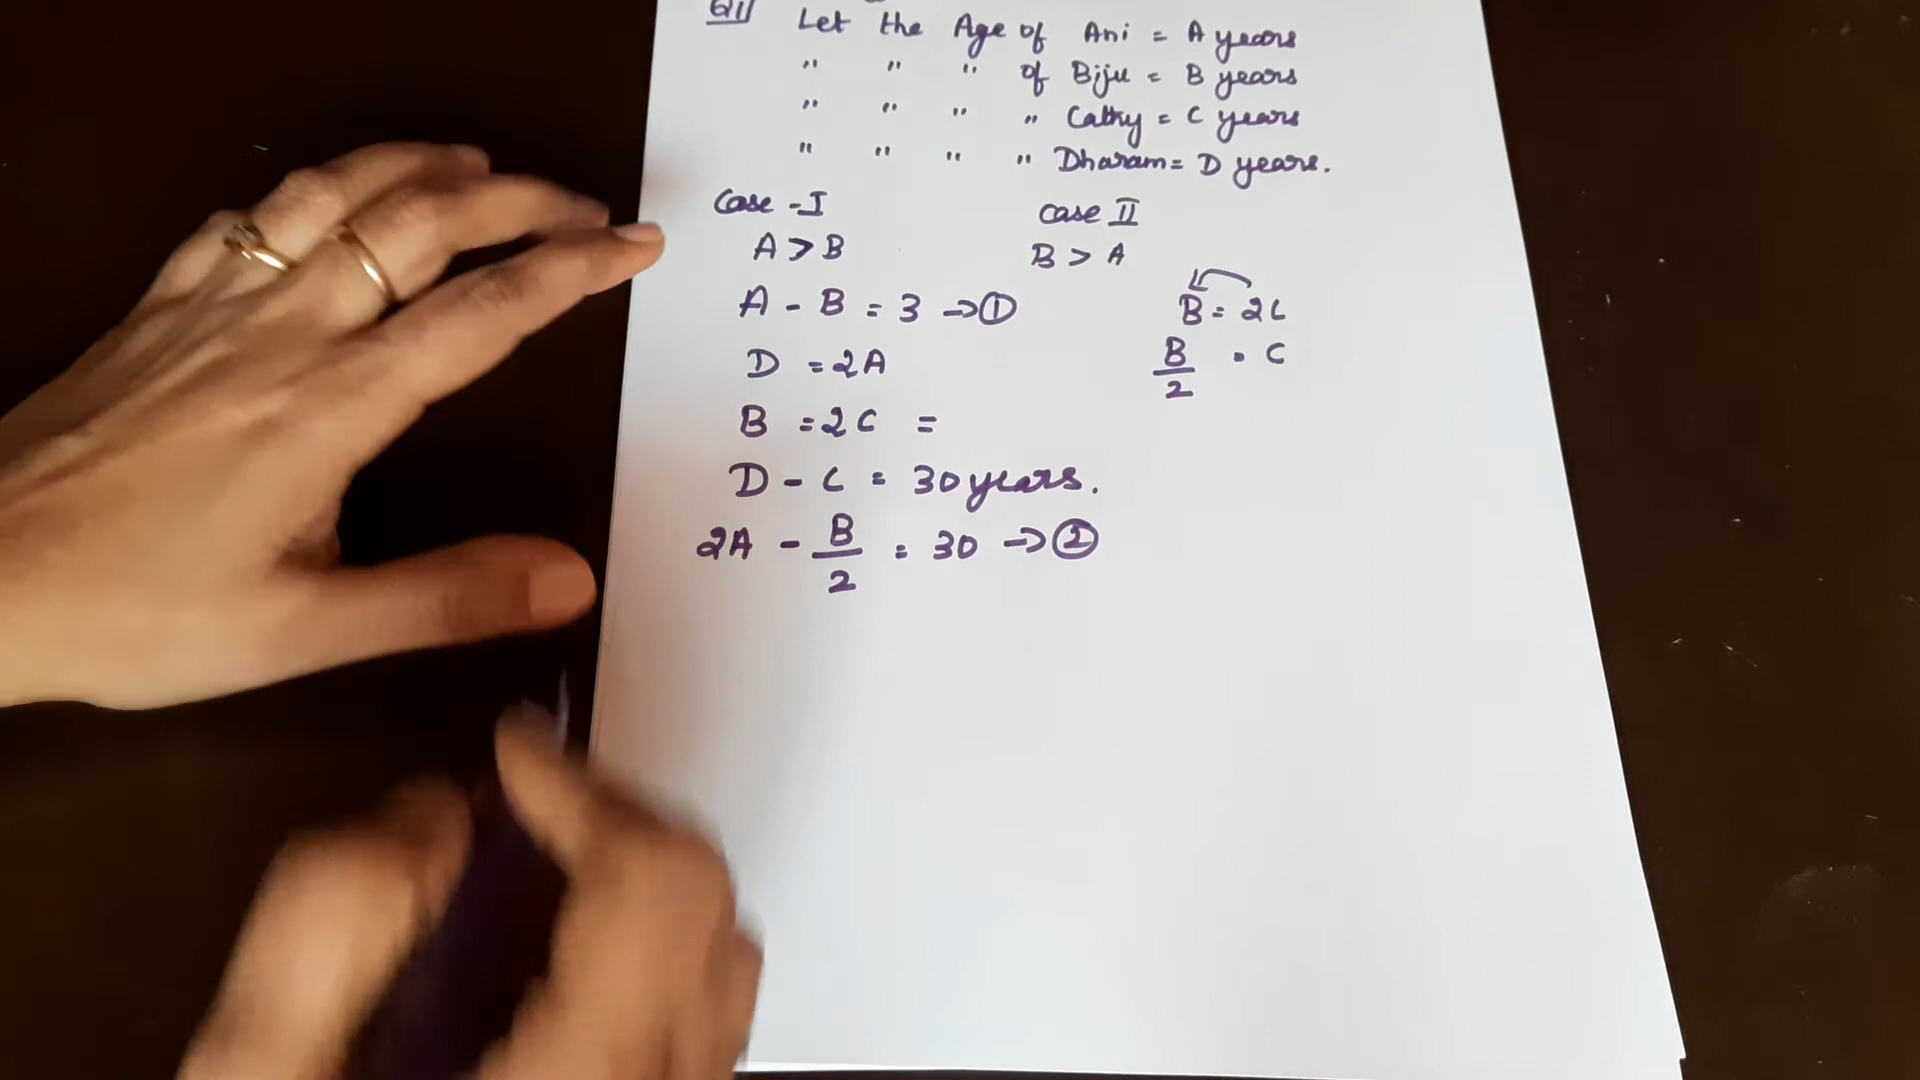 Q1) Let the Age of Ani = A years
" " " of Biju = B years
" " " " Cathy = C years
" " " " Dharam = D years.
Case - I
A > B
A - B = 3 → ①
D = 2A
B = 2C =
D - C = 30 years.
2A - B/2 = 30 → ②
Case II
B > A
B = 2C
B/2 = C